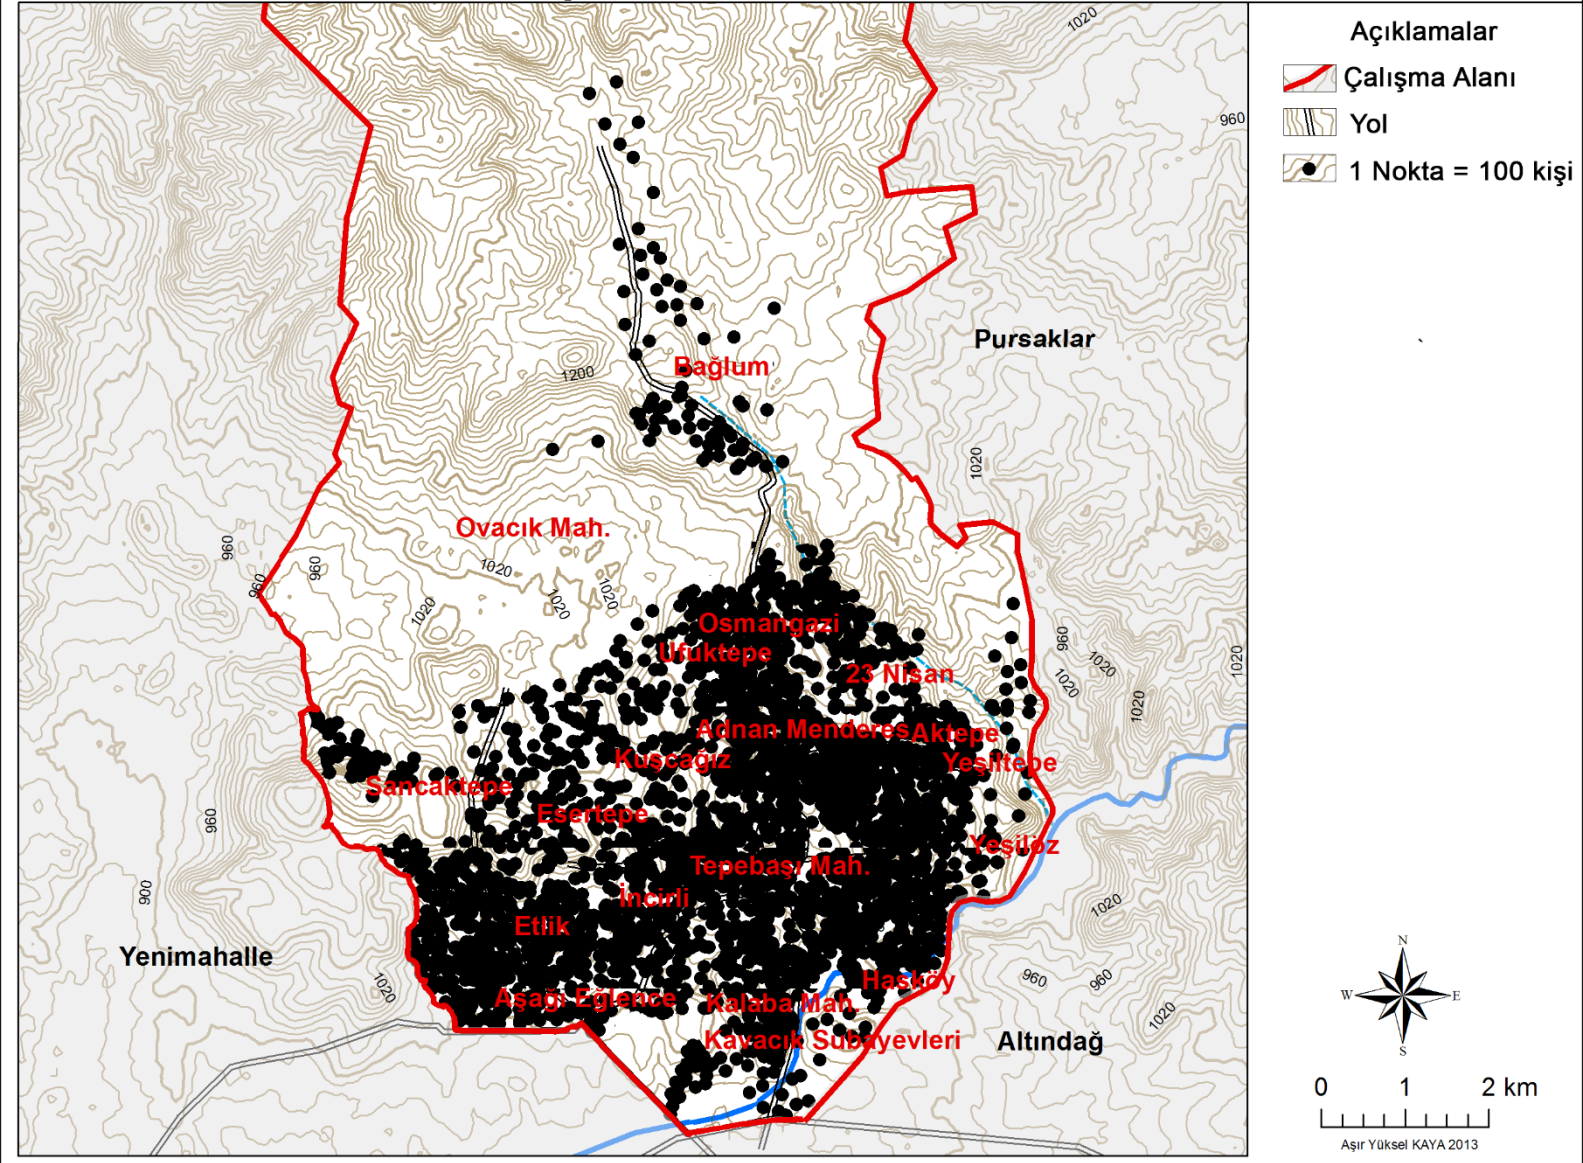 1020
960
Açıklamalar
Çalışma Alanı
Yol
1 Nokta = 100 kişi
Pursaklar
Bağlum
1200
1020
Ovacık Mah.
960
960
960
1020
1020
1020
1020
Osmangazi
Ufuktepe
23 Nisan
960
1020
1020
1020
1020
Adnan Menderes
Aktepe
Kuşcağız
Yeşiltepe
Sancaktepe
Esertepe
960
Yeşilöz
Tepebaşı Mah.
900
İncirli
1020
Etlik
Yenimahalle
1020
Hasköy
960
960
Aşağı Eğlence
Kalaba Mah.
1020
Kavacık Subayevleri
Altındağ
N
W
E
S
0 1 2 km
Aşır Yüksel KAYA 2013